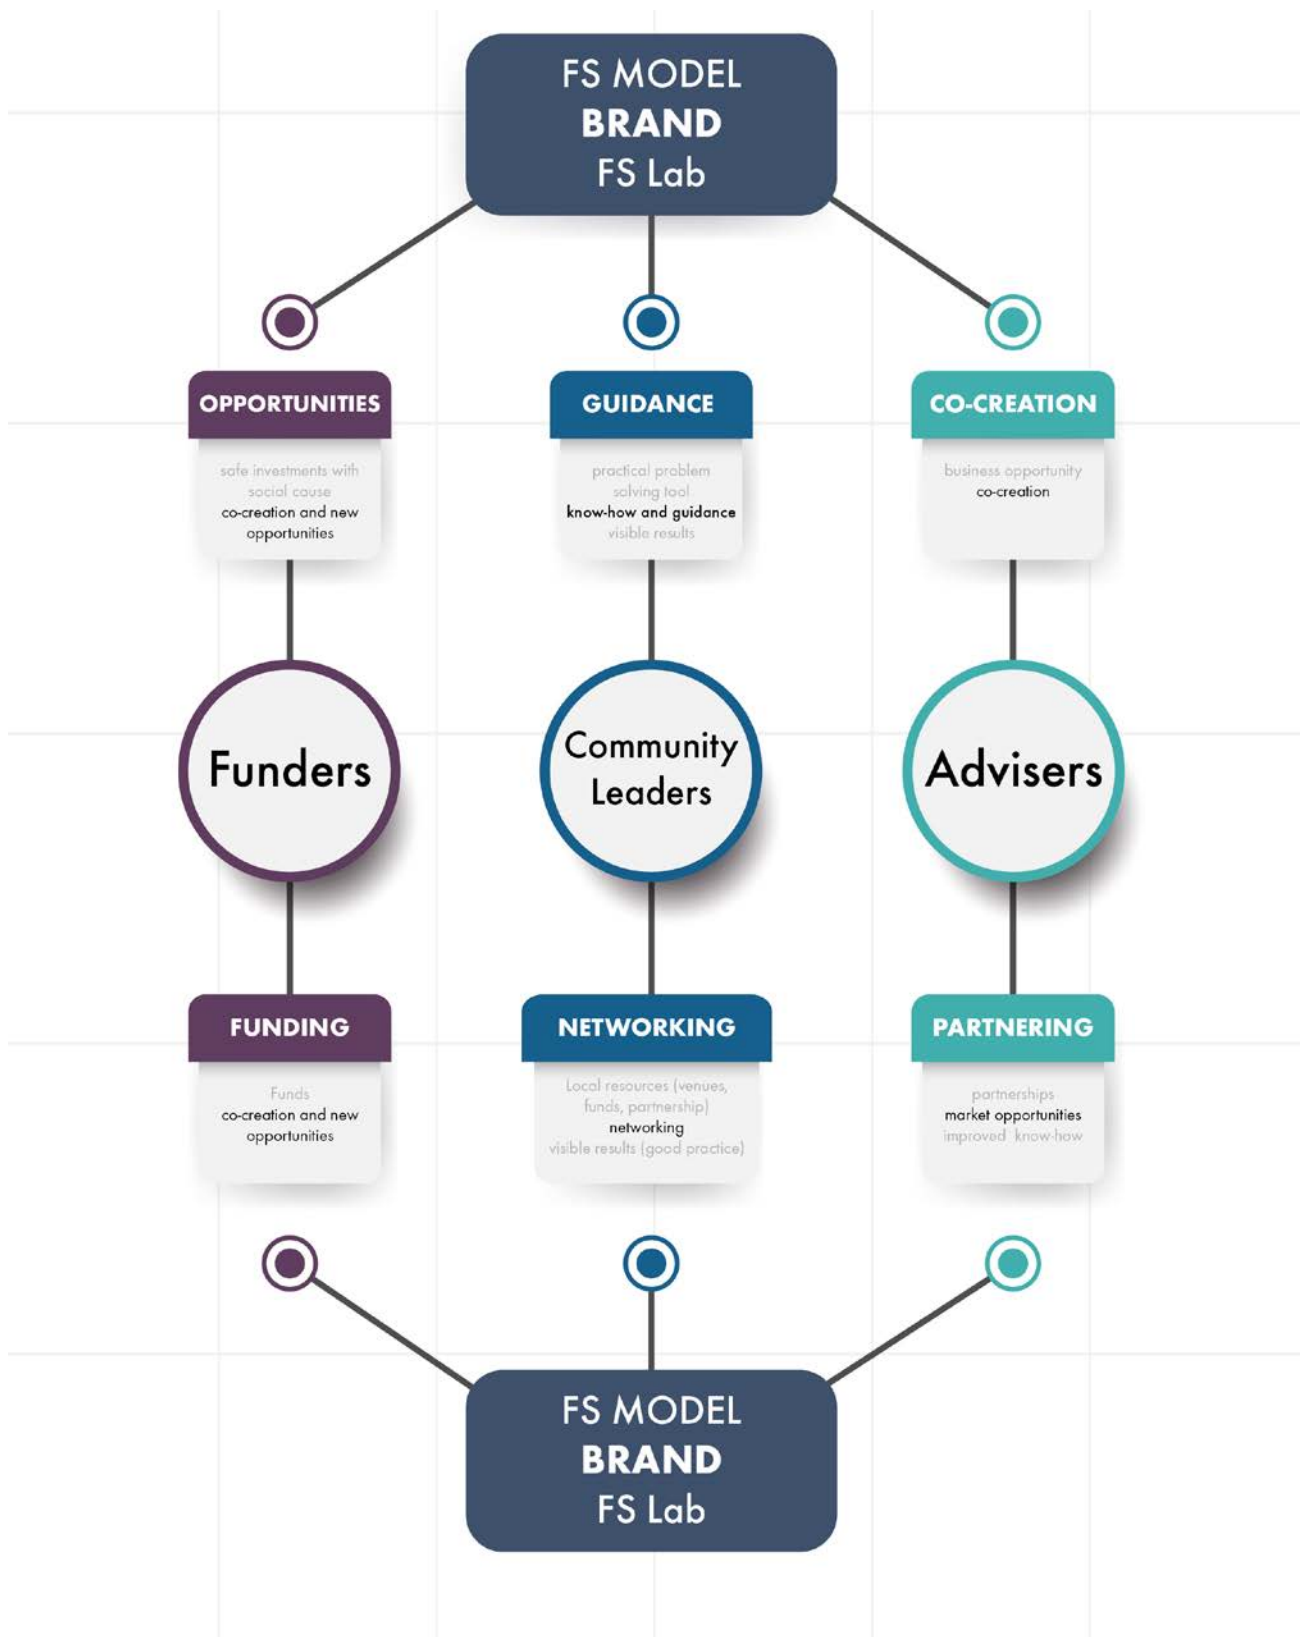 FS MODEL
BRAND
FS Lab
OPPORTUNITIES
safe investments with
social cause
co-creation and new
opportunities
GUIDANCE
practical problem
solving tool
know-how and guidance
visible results
CO-CREATION
business opportunity
co-creation
Funders
Community
Leaders
Advisers
FUNDING
Funds
co-creation and new
opportunities
NETWORKING
Local resources (venues,
funds, partnership)
networking
visible results (good practice)
PARTNERING
partnerships
market opportunities
improved know-how
FS MODEL
BRAND
FS Lab